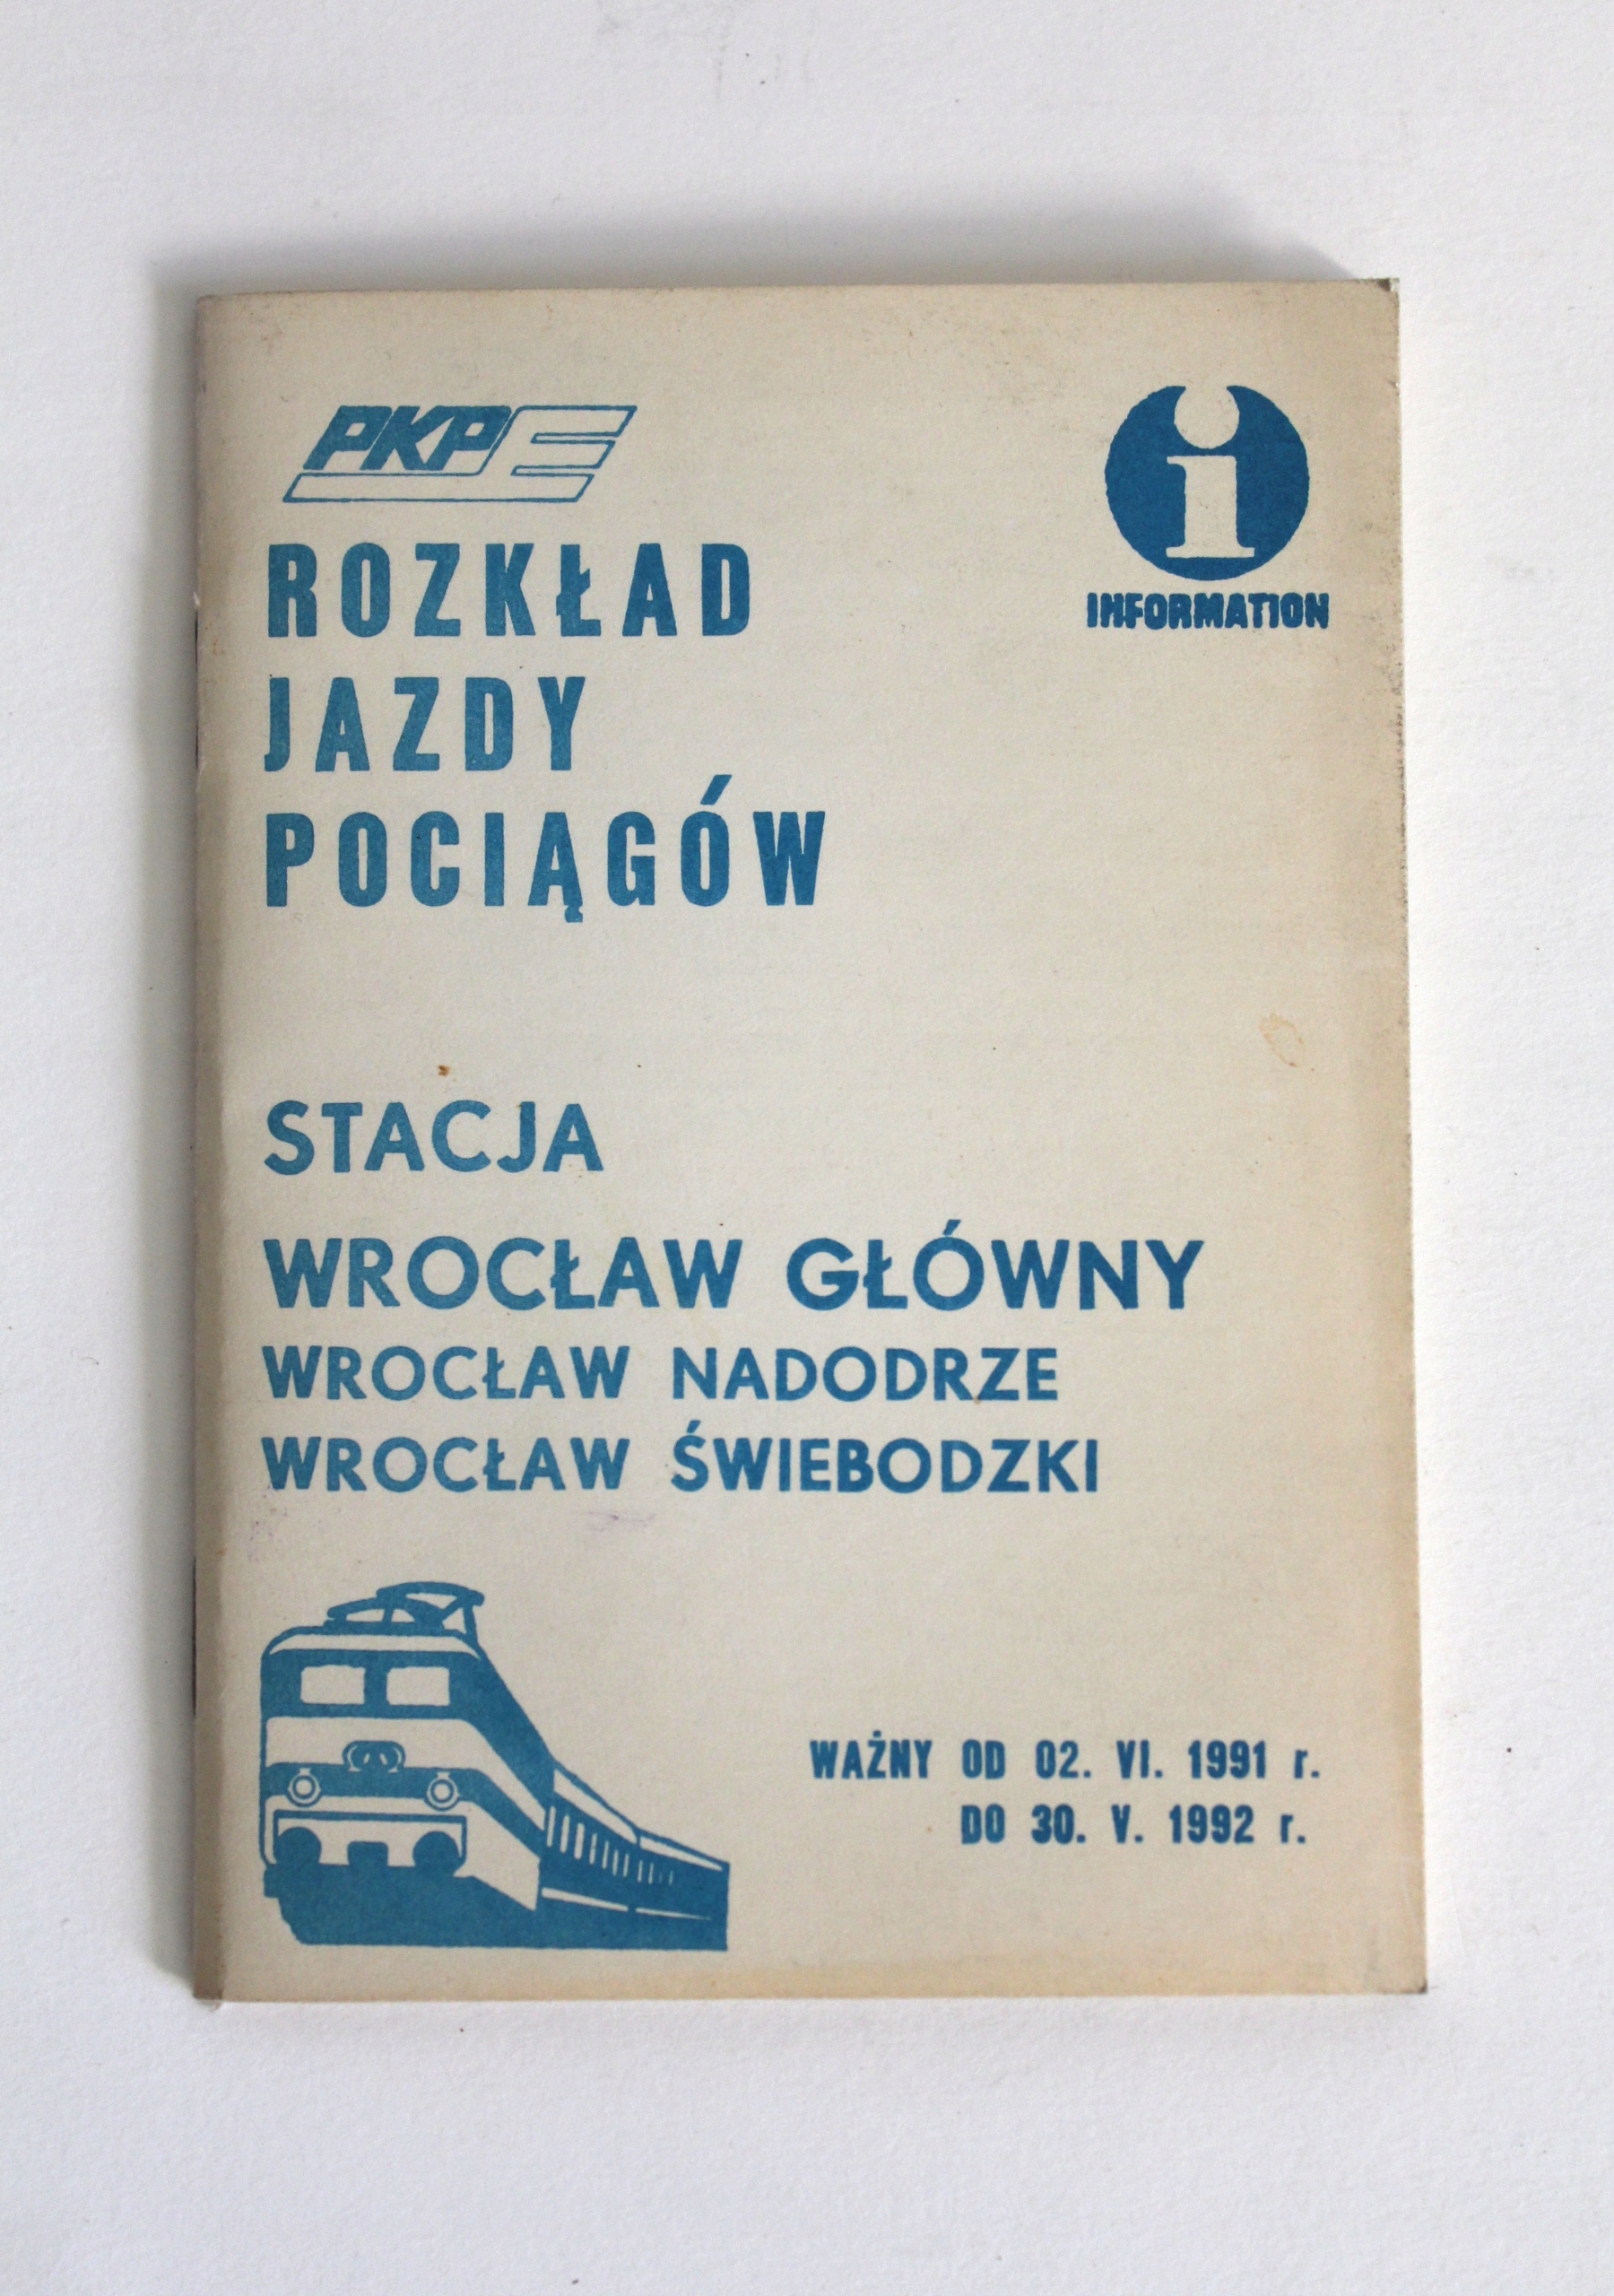 PKP
INFORMATION
ROZKŁAD
JAZDY
POCIĄGÓW
STACJA
WROCŁAW GŁÓWNY
WROCŁAW NADODRZE
WROCŁAW ŚWIEBODZKI
WAŻNY OD 02. VI. 1991 r.
DO 30. V. 1992 r.